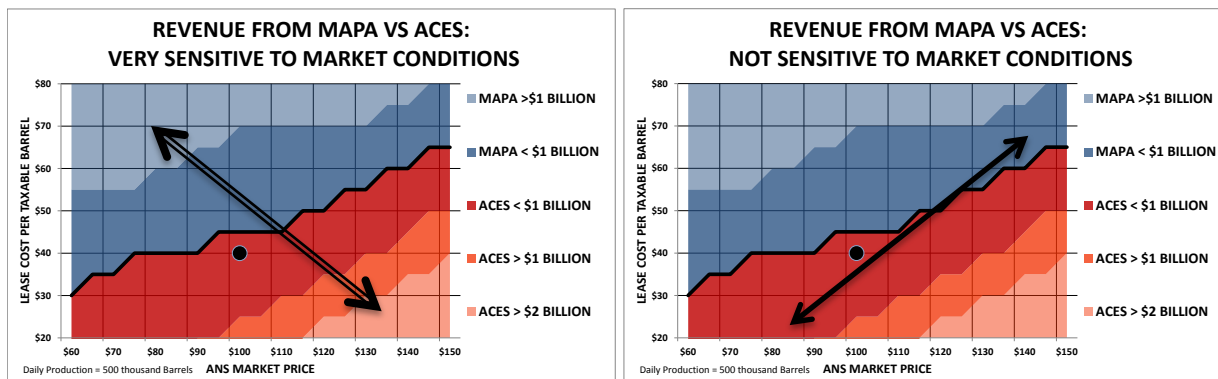 REVENUE FROM MAPA VS ACES:
VERY SENSITIVE TO MARKET CONDITIONS
LEASE COST PER TAXABLE BARREL
$80
$70
$60
$50
$40
$30
$20
$60 $70 $80 $90 $100 $110 $120 $130 $140 $150
MAPA >$1 BILLION
MAPA < $1 BILLION
ACES < $1 BILLION
ACES > $1 BILLION
ACES > $2 BILLION
Daily Production = 500 thousand Barrels ANS MARKET PRICE
REVENUE FROM MAPA VS ACES:
NOT SENSITIVE TO MARKET CONDITIONS
LEASE COST PER TAXABLE BARREL
$80
$70
$60
$50
$40
$30
$20
$60 $70 $80 $90 $100 $110 $120 $130 $140 $150
MAPA >$1 BILLION
MAPA < $1 BILLION
ACES < $1 BILLION
ACES > $1 BILLION
ACES > $2 BILLION
Daily Production = 500 thousand Barrels ANS MARKET PRICE